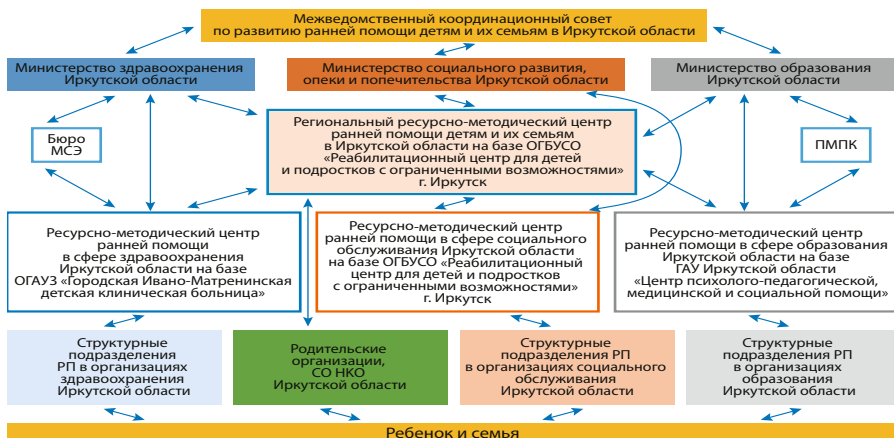 Межведомственный координационный совет
по развитию ранней помощи детям и их семьям в Иркутской области
Министерство здравоохранения
Иркутской области
Министерство социального развития,
опеки и попечительства Иркутской области
Министерство образования
Иркутской области
Бюро
МСЭ
Региональный ресурсно-методический центр
ранней помощи детям и их семьям
в Иркутской области на базе ОГБУСО
«Реабилитационный центр для детей
и подростков с ограниченными возможностями»
г. Иркутск
ПМПК
Ресурсно-методический центр
ранней помощи
в сфере здравоохранения
Иркутской области на базе
ОГАУЗ «Городская Ивано-Матренинская
детская клиническая больница»
Ресурсно-методический центр
ранней помощи в сфере социального
обслуживания Иркутской области
на базе ОГБУСО «Реабилитационный
центр для детей и подростков
с ограниченными возможностями»
г. Иркутск
Ресурсно-методический центр
ранней помощи в сфере образования
Иркутской области на базе
ГАУ Иркутской области
«Центр психолого-педагогической,
медицинской и социальной помощи»
Структурные
подразделения
РП в организациях
здравоохранения
Иркутской области
Родительские
организации,
СО НКО
Иркутской области
Структурные
подразделения РП
в организациях социального
обслуживания
Иркутской области
Структурные
подразделения РП
в организациях
образования
Иркутской области
Ребенок и семья